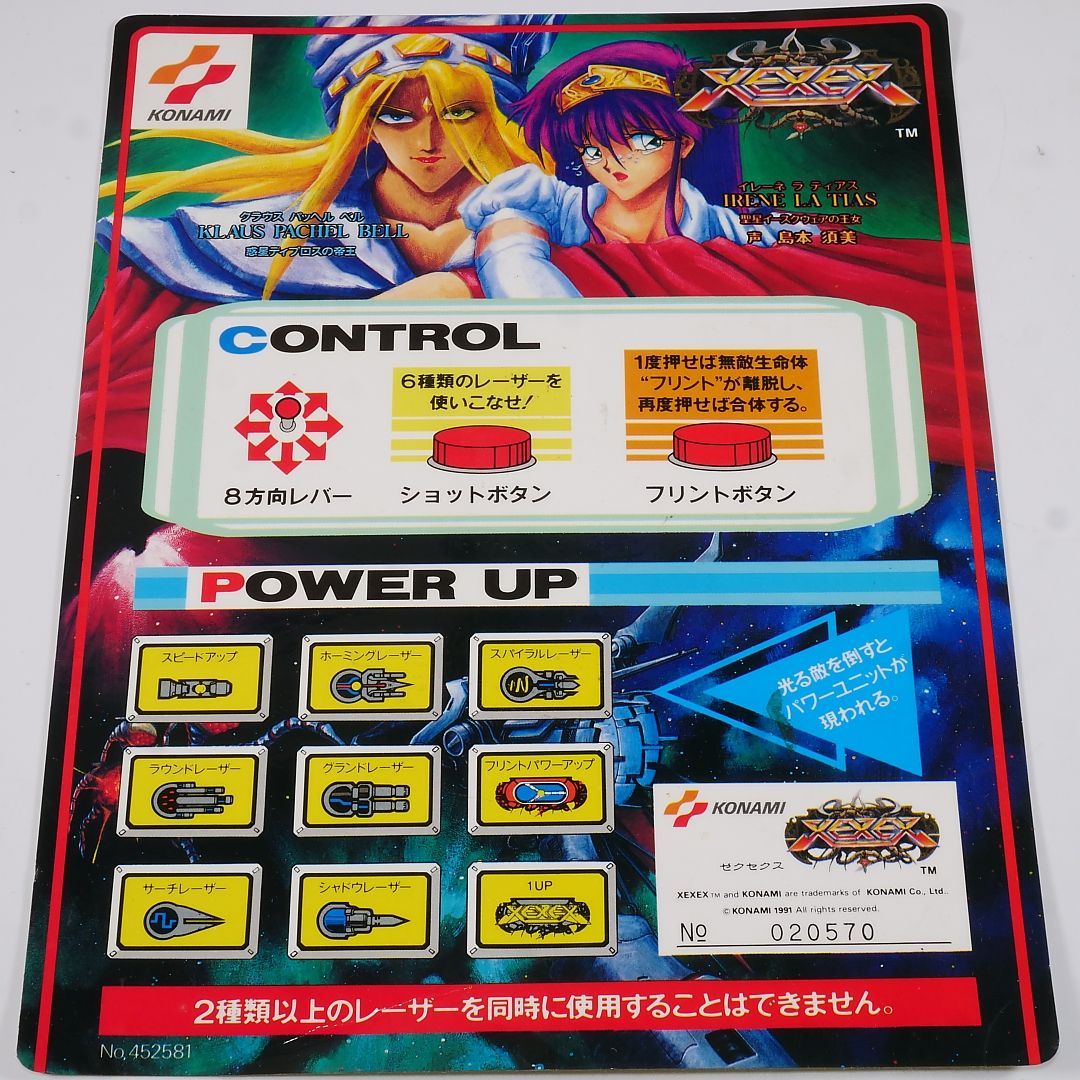 KONAMI
XEXEX
TM
クラウス パッヘル ベル
KLAUS PACHEL BELL
惑星ティブロスの帝王
イレーネ ラ ティアス
IRENE LA TIAS
聖星イースクウェアの王女
声 島本 須美
CONTROL
8方向レバー
6種類のレーザーを
使いこなせ!
ショットボタン
1度押せば無敵生命体
“フリント”が離脱し、
再度押せば合体する。
フリントボタン
POWER UP
スピードアップ
ホーミングレーザー
スパイラルレーザー
ラウンドレーザー
グランドレーザー
フリントパワーアップ
サーチレーザー
シャドウレーザー
1UP
XEXEX
光る敵を倒すと
パワーユニットが
現われる。
KONAMI
XEXEX
TM
ゼクセクス
XEXEX TM and KONAMI are trademarks of KONAMI Co., Ltd..
© KONAMI 1991 All rights reserved.
№ 020570
2種類以上のレーザーを同時に使用することはできません。
No,452581